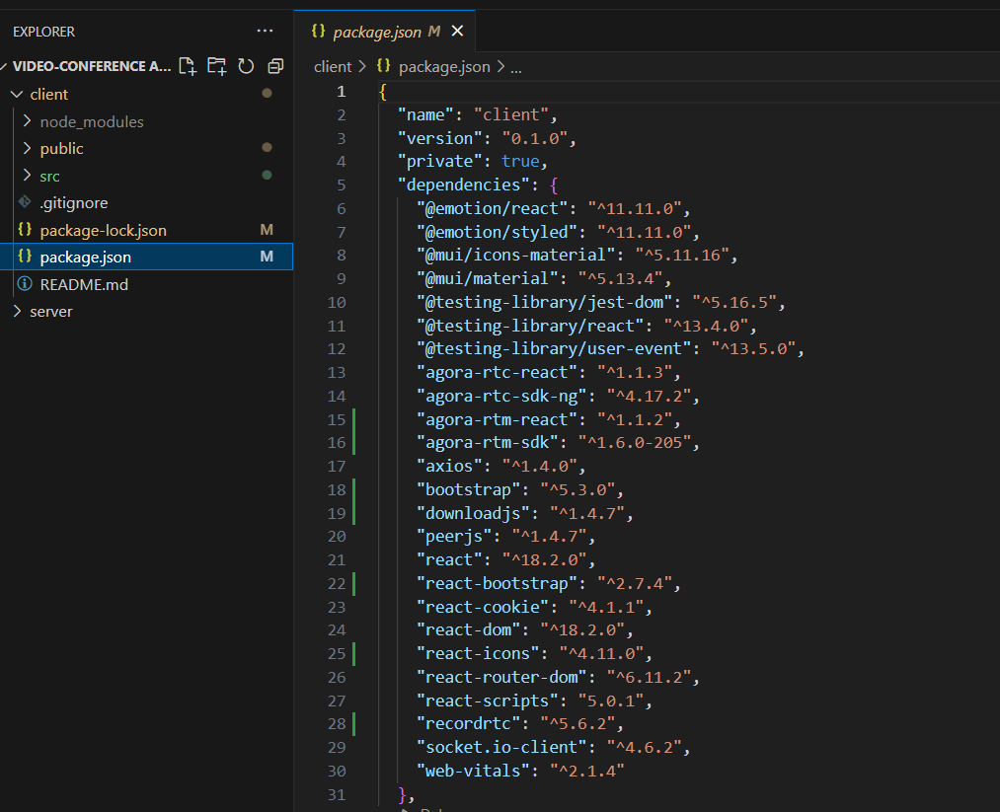 EXPLORER
VIDEO-CONFERENCE A...
client
node_modules
public
src
.gitignore
package-lock.json M
package.json M
README.md
server
package.json M
client > package.json > ...
1 {
2 "name": "client",
3 "version": "0.1.0",
4 "private": true,
5 "dependencies": {
6 "@emotion/react": "^11.11.0",
7 "@emotion/styled": "^11.11.0",
8 "@mui/icons-material": "^5.11.16",
9 "@mui/material": "^5.13.4",
10 "@testing-library/jest-dom": "^5.16.5",
11 "@testing-library/react": "^13.4.0",
12 "@testing-library/user-event": "^13.5.0",
13 "agora-rtc-react": "^1.1.3",
14 "agora-rtc-sdk-ng": "^4.17.2",
15 "agora-rtm-react": "^1.1.2",
16 "agora-rtm-sdk": "^1.6.0-205",
17 "axios": "^1.4.0",
18 "bootstrap": "^5.3.0",
19 "downloadjs": "^1.4.7",
20 "peerjs": "^1.4.7",
21 "react": "^18.2.0",
22 "react-bootstrap": "^2.7.4",
23 "react-cookie": "^4.1.1",
24 "react-dom": "^18.2.0",
25 "react-icons": "^4.11.0",
26 "react-router-dom": "^6.11.2",
27 "react-scripts": "5.0.1",
28 "recordrtc": "^5.6.2",
29 "socket.io-client": "^4.6.2",
30 "web-vitals": "^2.1.4"
31 },